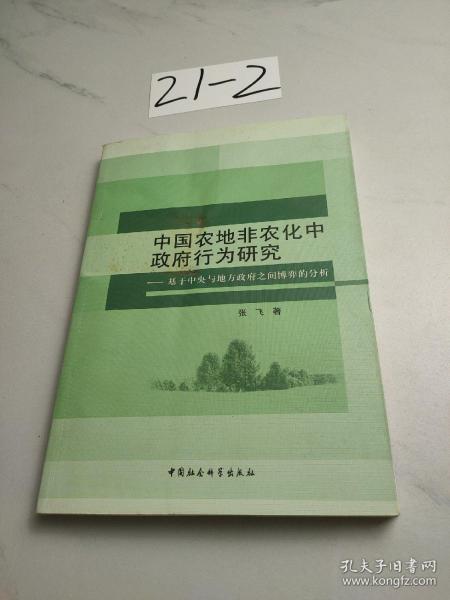 21-2
中国农地非农化中
政府行为研究
—— 基于中央与地方政府之间博弈的分析
张 飞 著
中国社会科学出版社
孔夫子旧书网
www.kongfz.com